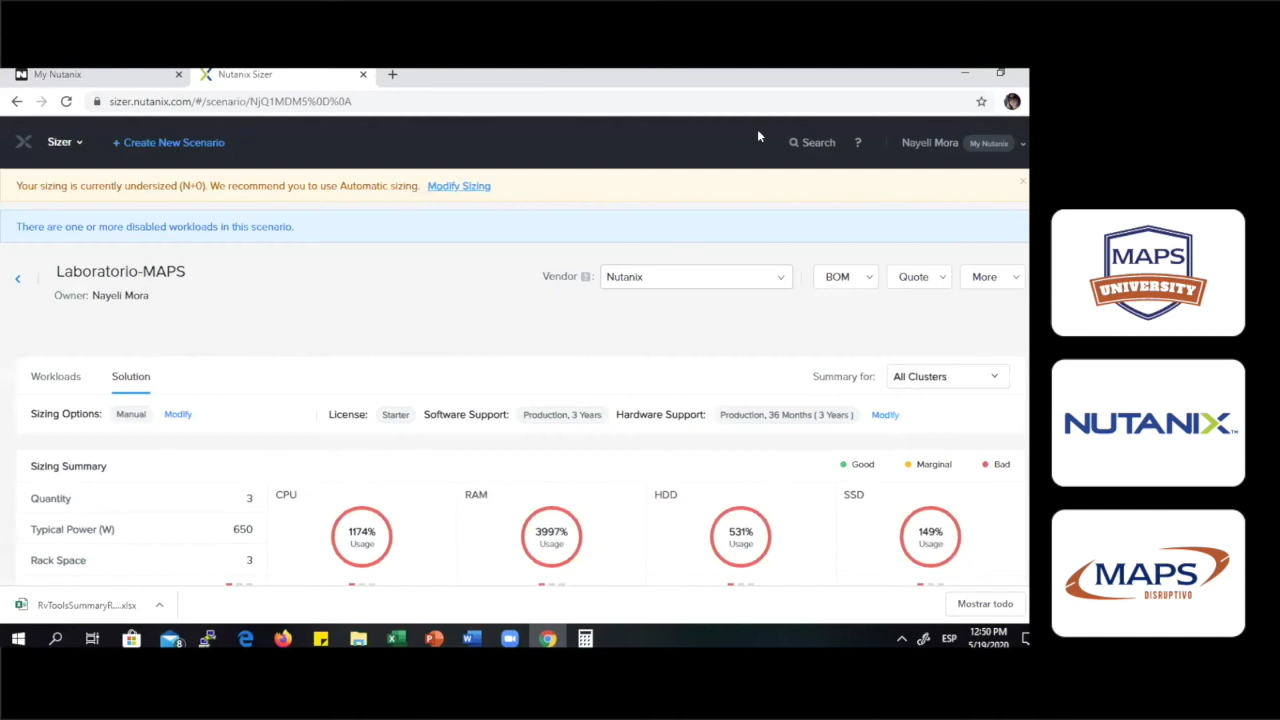 My Nutanix
Nutanix Sizer
sizer.nutanix.com/#/scenario/NjQ1MDM5%0D%0A
Sizer
+ Create New Scenario
Search
?
Nayeli Mora
My Nutanix
Your sizing is currently undersized (N+0). We recommend you to use Automatic sizing. Modify Sizing
There are one or more disabled workloads in this scenario.
Laboratorio-MAPS
Owner: Nayeli Mora
Vendor ? :
Nutanix
BOM
Quote
More
Workloads
Solution
Summary for:
All Clusters
Sizing Options: Manual Modify
License: Starter Software Support: Production, 3 Years Hardware Support: Production, 36 Months ( 3 Years ) Modify
Sizing Summary
Good
Marginal
Bad
Quantity 3
Typical Power (W) 650
Rack Space 3
CPU
1174%
Usage
RAM
3997%
Usage
HDD
531%
Usage
SSD
149%
Usage
RvToolsSummaryR....xlsx
Mostrar todo
8
ESP
12:50 PM
5/19/2020
MAPS
UNIVERSITY
NUTANIX™
MAPS
DISRUPTIVO